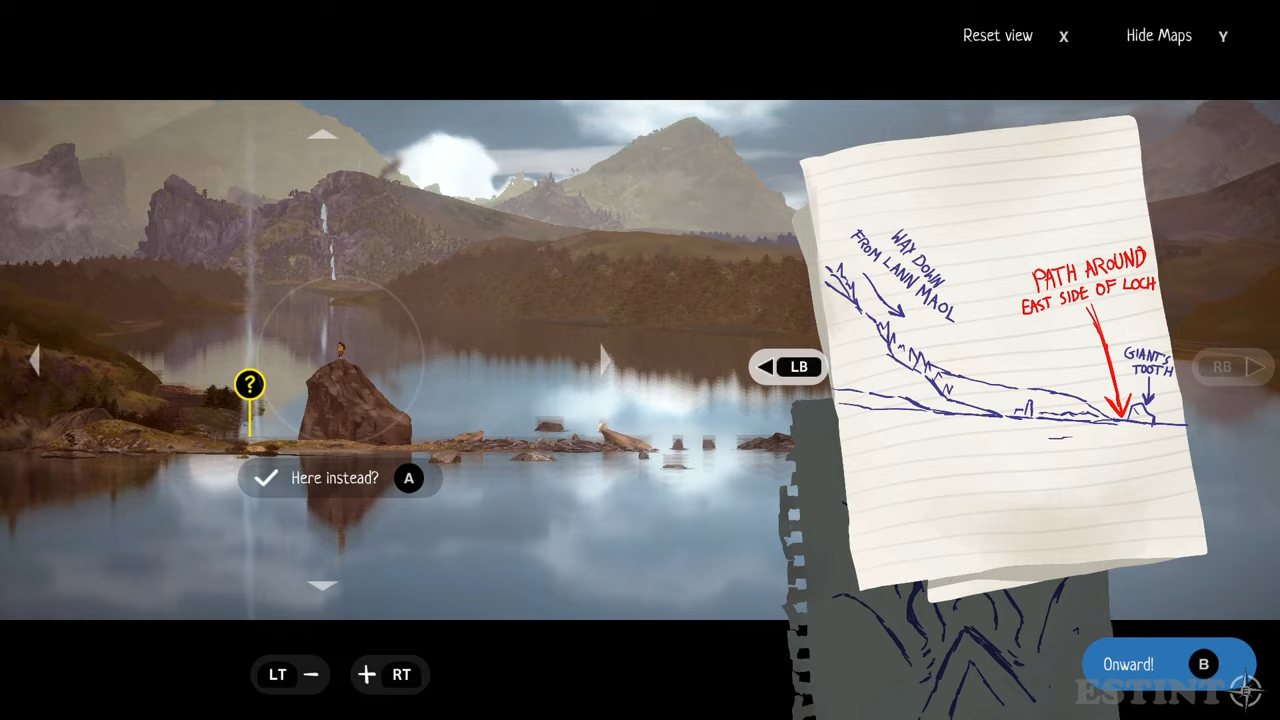 Reset view X Hide Maps Y
WAY DOWN
FROM LANN MAOL
PATH AROUND
EAST SIDE OF LOCH
GIANT'S
TOOTH
LB
RB
?
Here instead? A
LT
RT
Onward! B
ESTINT